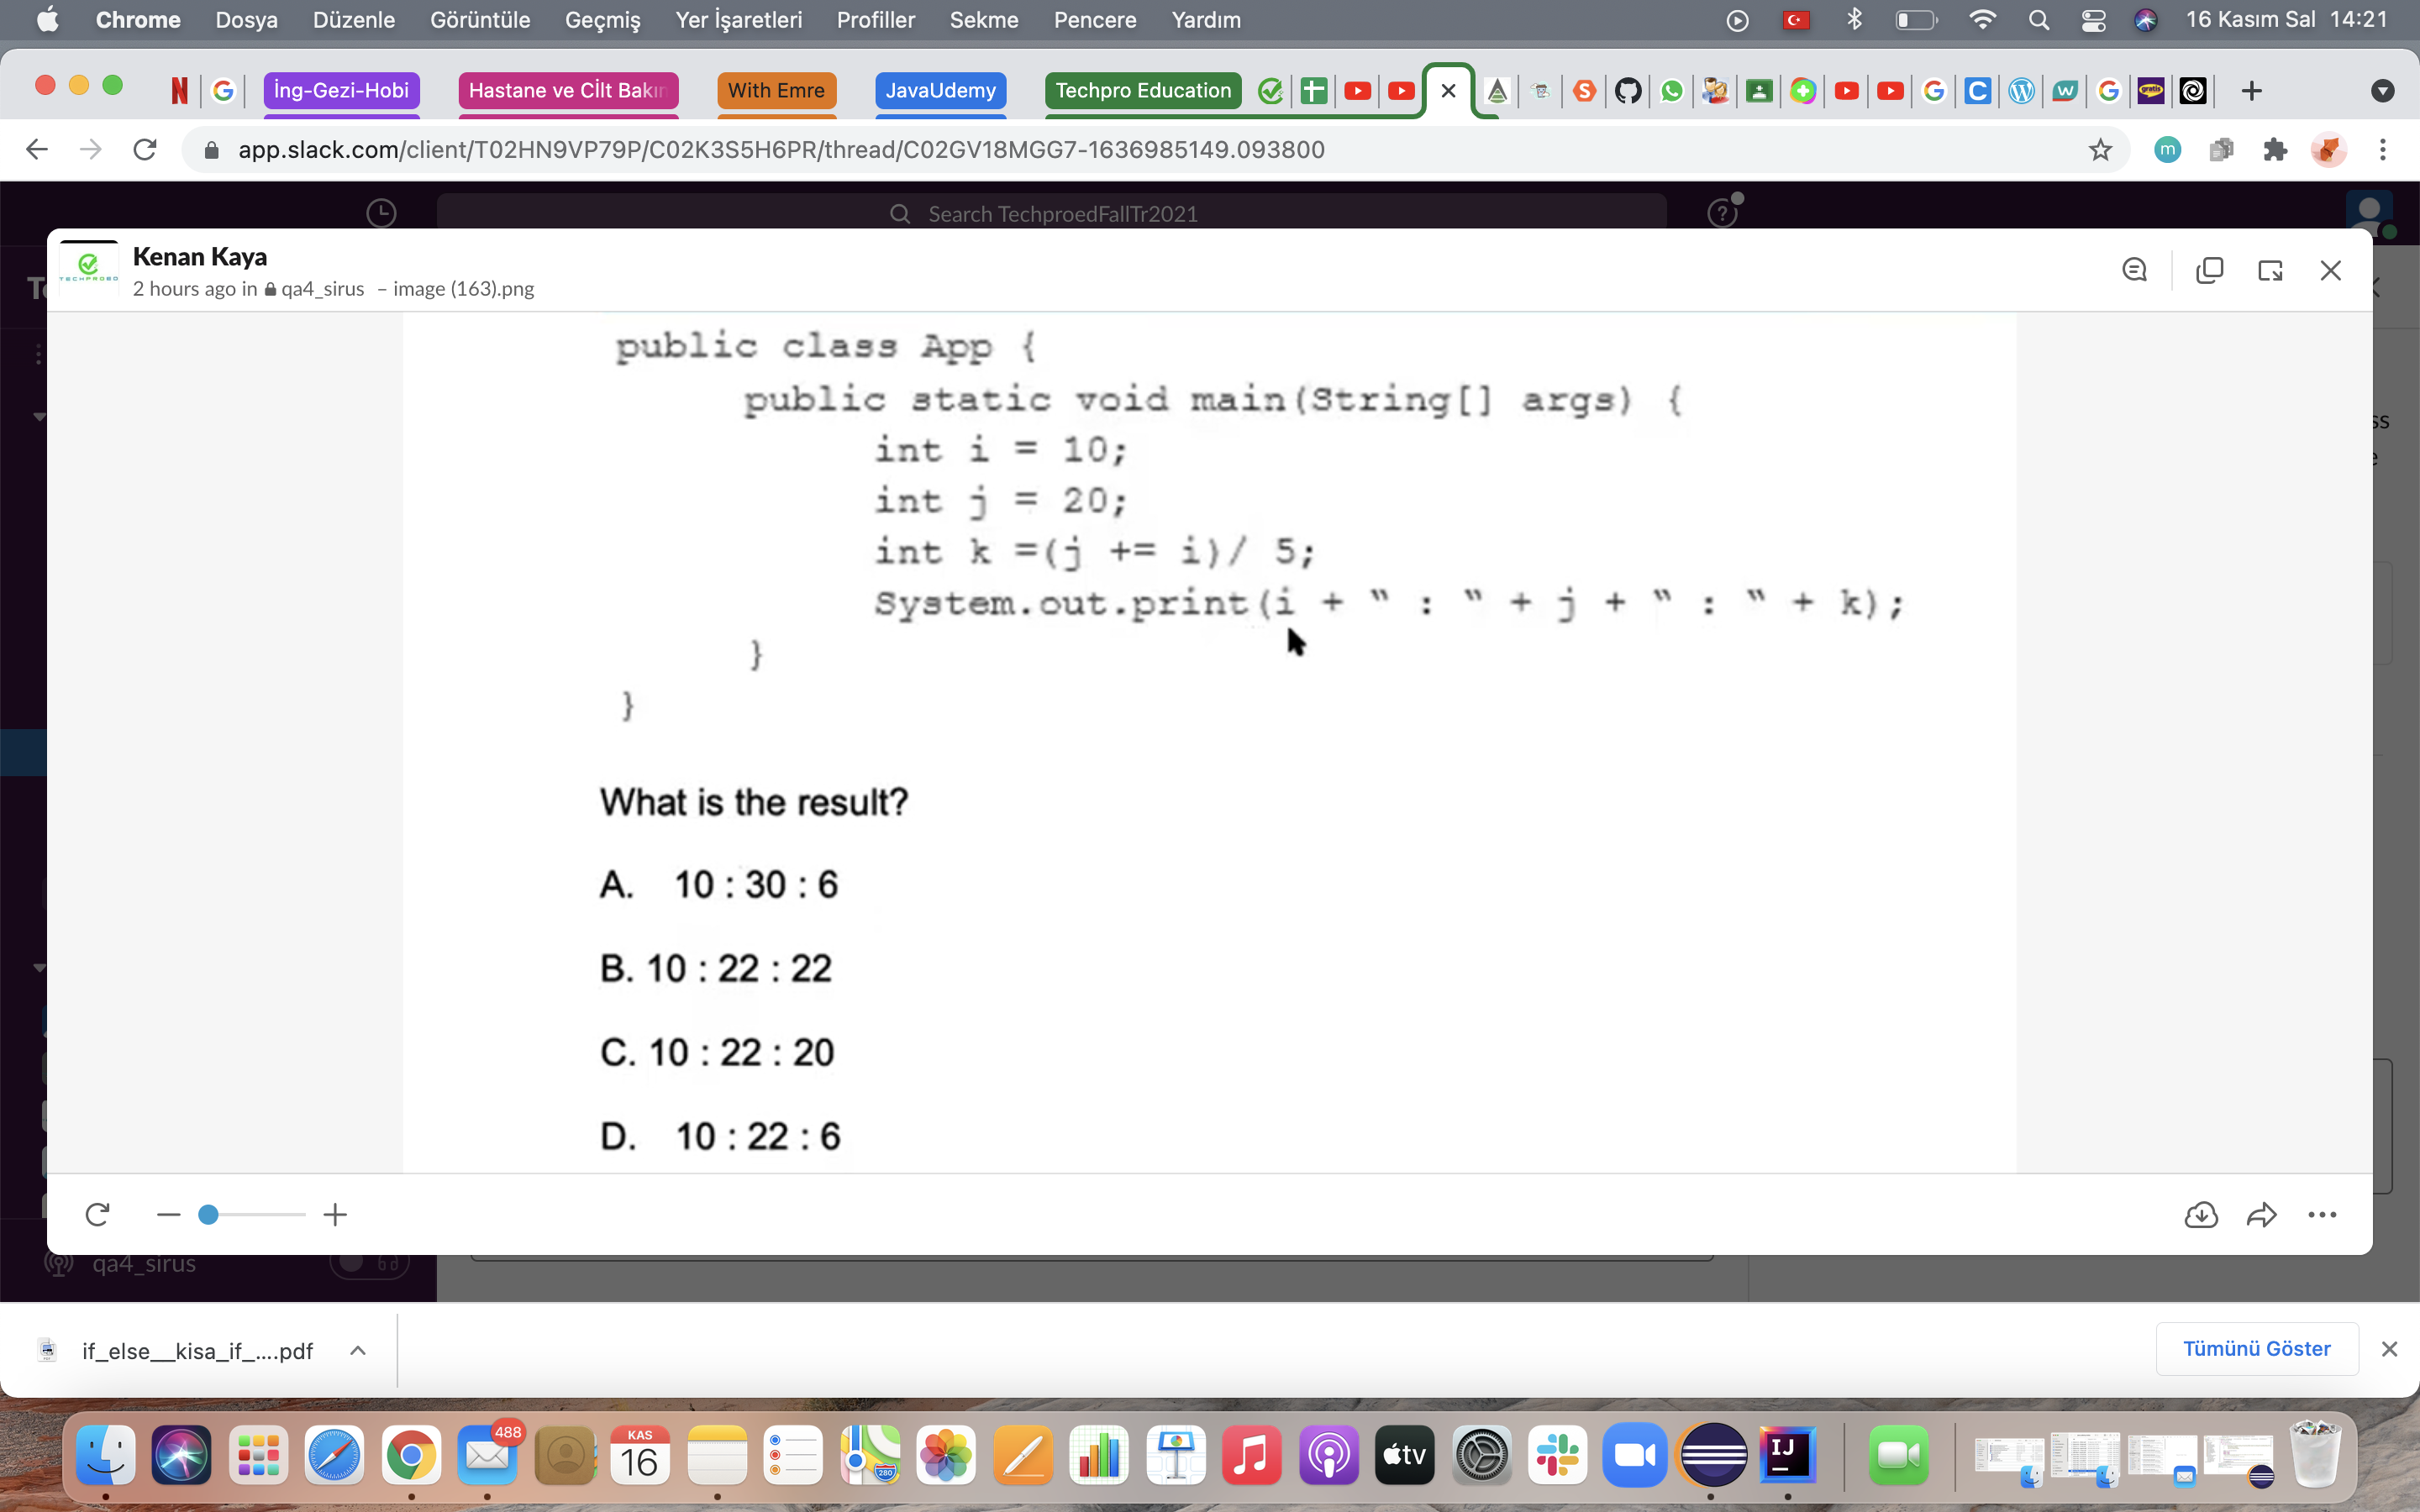 Chrome Dosya Düzenle Görüntüle Geçmiş Yer İşaretleri Profiller Sekme Pencere Yardım 16 Kasım Sal 14:21
İng-Gezi-Hobi Hastane ve Cilt Bakın With Emre JavaUdemy Techpro Education
app.slack.com/client/T02HN9VP79P/C02K3S5H6PR/thread/C02GV18MGG7-1636985149.093800
Search TechproedFallTr2021
Kenan Kaya
2 hours ago in qa4_sirus – image (163).png
public class App {
public static void main(String[] args) {
int i = 10;
int j = 20;
int k =(j += i)/ 5;
System.out.print(i + " : " + j + " : " + k);
}
}
What is the result?
A. 10 : 30 : 6
B. 10 : 22 : 22
C. 10 : 22 : 20
D. 10 : 22 : 6
qa4_sirus
if_else__kisa_if_....pdf
Tümünü Göster
488
KAS
16
280
tv
IJ